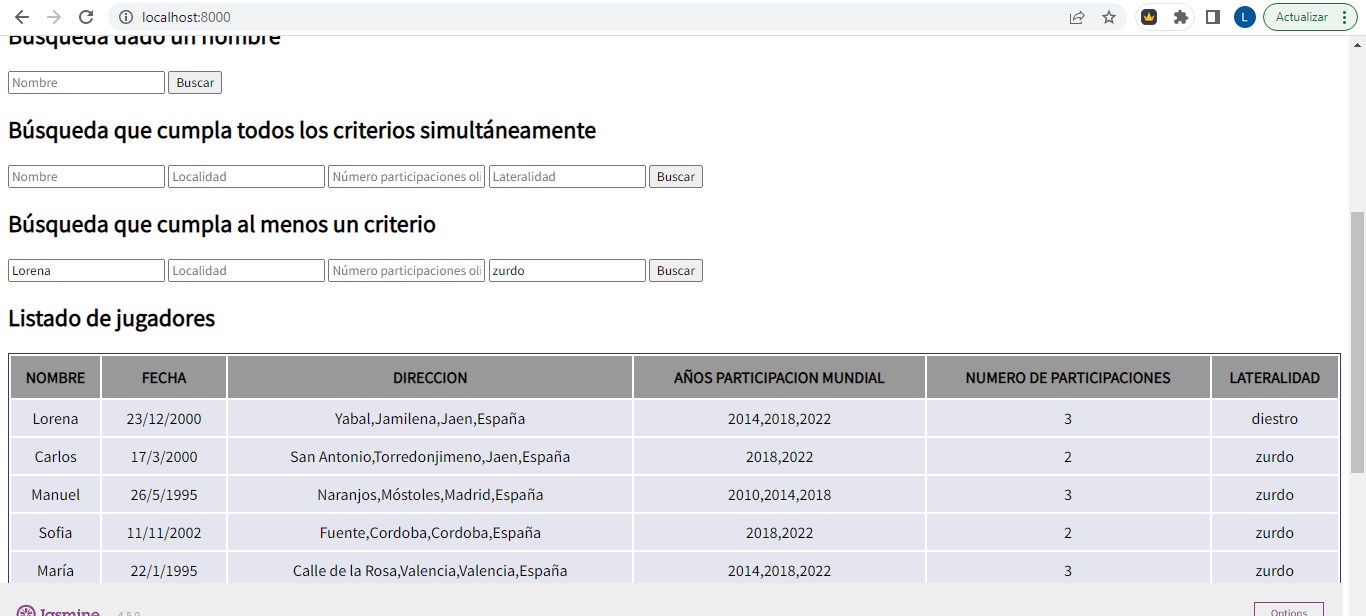 localhost:8000
Actualizar
L
Búsqueda dado un nombre
Nombre Buscar
Búsqueda que cumpla todos los criterios simultáneamente
Nombre Localidad Número participaciones oli Lateralidad Buscar
Búsqueda que cumpla al menos un criterio
Lorena Localidad Número participaciones oli zurdo Buscar
Listado de jugadores
NOMBRE FECHA DIRECCION AÑOS PARTICIPACION MUNDIAL NUMERO DE PARTICIPACIONES LATERALIDAD
Lorena 23/12/2000 Yabal,Jamilena,Jaen,España 2014,2018,2022 3 diestro
Carlos 17/3/2000 San Antonio,Torredonjimeno,Jaen,España 2018,2022 2 zurdo
Manuel 26/5/1995 Naranjos,Móstoles,Madrid,España 2010,2014,2018 3 zurdo
Sofia 11/11/2002 Fuente,Cordoba,Cordoba,España 2018,2022 2 zurdo
María 22/1/1995 Calle de la Rosa,Valencia,Valencia,España 2014,2018,2022 3 zurdo
Jasmine 4.5.0 Options